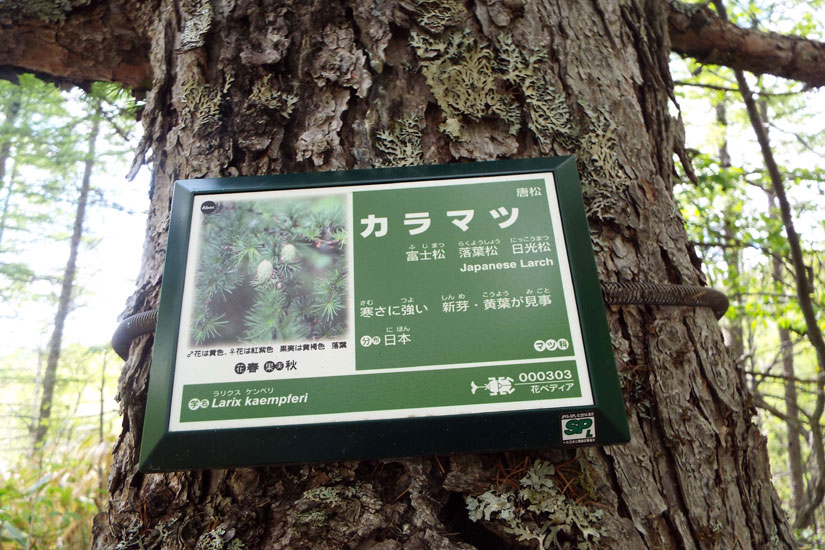 唐松
カラマツ
ふじまつ らくようしょう にっこうまつ
富士松 落葉松 日光松
Japanese Larch
さむ つよ しんめ こうよう みごと
寒さに強い 新芽・黄葉が見事
にほん
分布 日本
マツ科
♂花は黄色、♀花は紅紫色 果実は黄褐色 落葉
花春 果実秋
ラリクス ケンペリ
学名 Larix kaempferi
000303
花ペディア
SPL